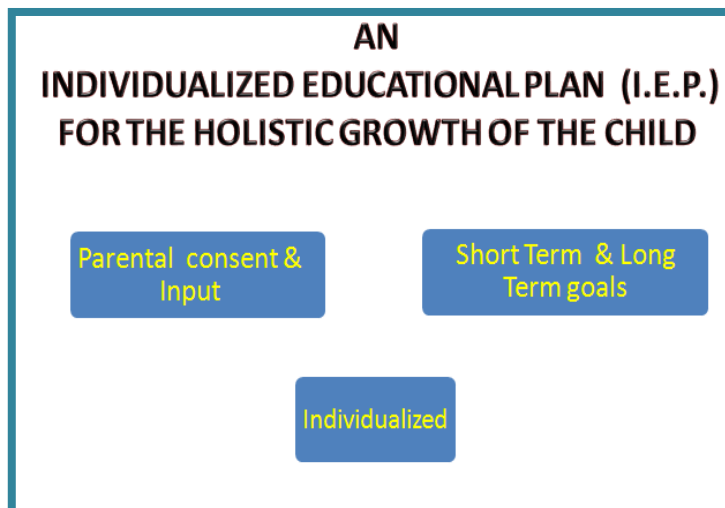 AN
INDIVIDUALIZED EDUCATIONAL PLAN (I.E.P.)
FOR THE HOLISTIC GROWTH OF THE CHILD
Parental consent &
Input
Short Term & Long
Term goals
Individualized